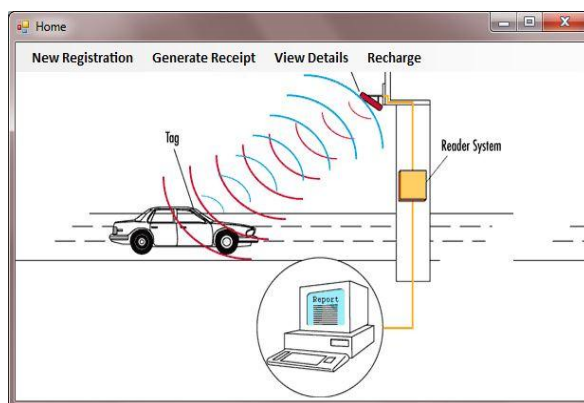 Home
New Registration Generate Receipt View Details Recharge
Tag
Reader System
Report